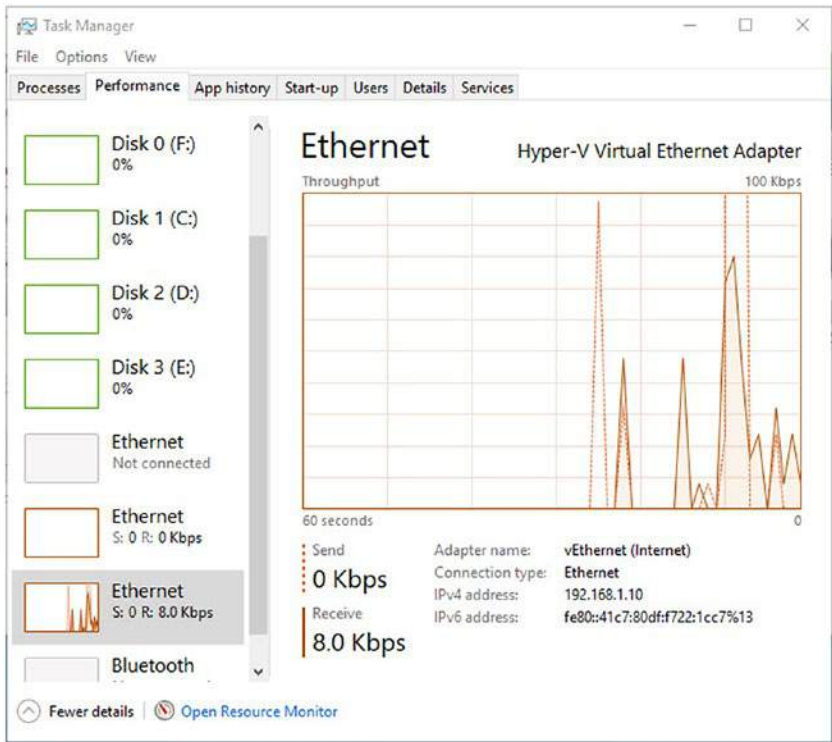 Task Manager
File Options View
Processes Performance App history Start-up Users Details Services
Disk 0 (F:)
0%
Disk 1 (C:)
0%
Disk 2 (D:)
0%
Disk 3 (E:)
0%
Ethernet
Not connected
Ethernet
S: 0 R: 0 Kbps
Ethernet
S: 0 R: 8.0 Kbps
Bluetooth
Ethernet Hyper-V Virtual Ethernet Adapter
Throughput 100 Kbps
60 seconds 0
Send
0 Kbps
Receive
8.0 Kbps
Adapter name: vEthernet (Internet)
Connection type: Ethernet
IPv4 address: 192.168.1.10
IPv6 address: fe80::41c7:80df:f722:1cc7%13
Fewer details Open Resource Monitor